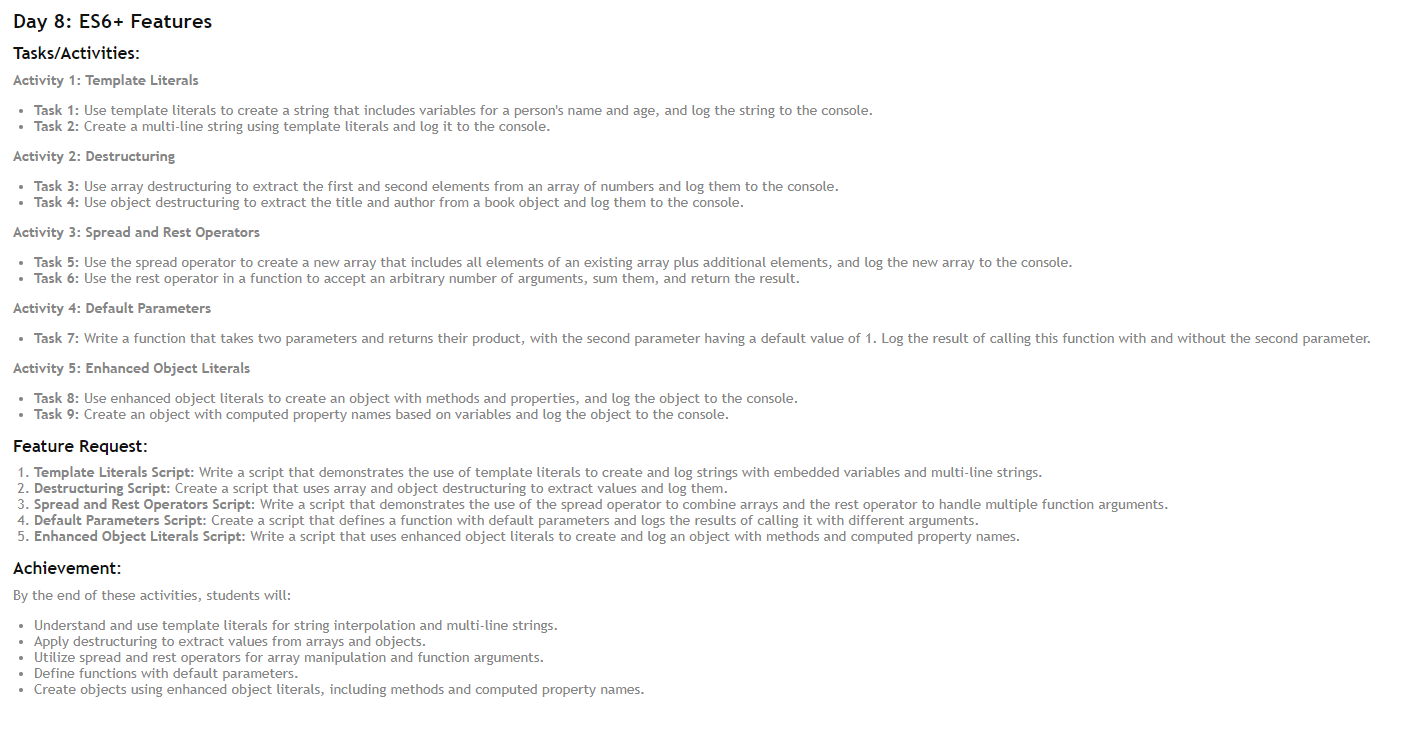 Day 8: ES6+ Features
Tasks/Activities:
Activity 1: Template Literals
• Task 1: Use template literals to create a string that includes variables for a person's name and age, and log the string to the console.
• Task 2: Create a multi-line string using template literals and log it to the console.
Activity 2: Destructuring
• Task 3: Use array destructuring to extract the first and second elements from an array of numbers and log them to the console.
• Task 4: Use object destructuring to extract the title and author from a book object and log them to the console.
Activity 3: Spread and Rest Operators
• Task 5: Use the spread operator to create a new array that includes all elements of an existing array plus additional elements, and log the new array to the console.
• Task 6: Use the rest operator in a function to accept an arbitrary number of arguments, sum them, and return the result.
Activity 4: Default Parameters
• Task 7: Write a function that takes two parameters and returns their product, with the second parameter having a default value of 1. Log the result of calling this function with and without the second parameter.
Activity 5: Enhanced Object Literals
• Task 8: Use enhanced object literals to create an object with methods and properties, and log the object to the console.
• Task 9: Create an object with computed property names based on variables and log the object to the console.
Feature Request:
1. Template Literals Script: Write a script that demonstrates the use of template literals to create and log strings with embedded variables and multi-line strings.
2. Destructuring Script: Create a script that uses array and object destructuring to extract values and log them.
3. Spread and Rest Operators Script: Write a script that demonstrates the use of the spread operator to combine arrays and the rest operator to handle multiple function arguments.
4. Default Parameters Script: Create a script that defines a function with default parameters and logs the results of calling it with different arguments.
5. Enhanced Object Literals Script: Write a script that uses enhanced object literals to create and log an object with methods and computed property names.
Achievement:
By the end of these activities, students will:
• Understand and use template literals for string interpolation and multi-line strings.
• Apply destructuring to extract values from arrays and objects.
• Utilize spread and rest operators for array manipulation and function arguments.
• Define functions with default parameters.
• Create objects using enhanced object literals, including methods and computed property names.